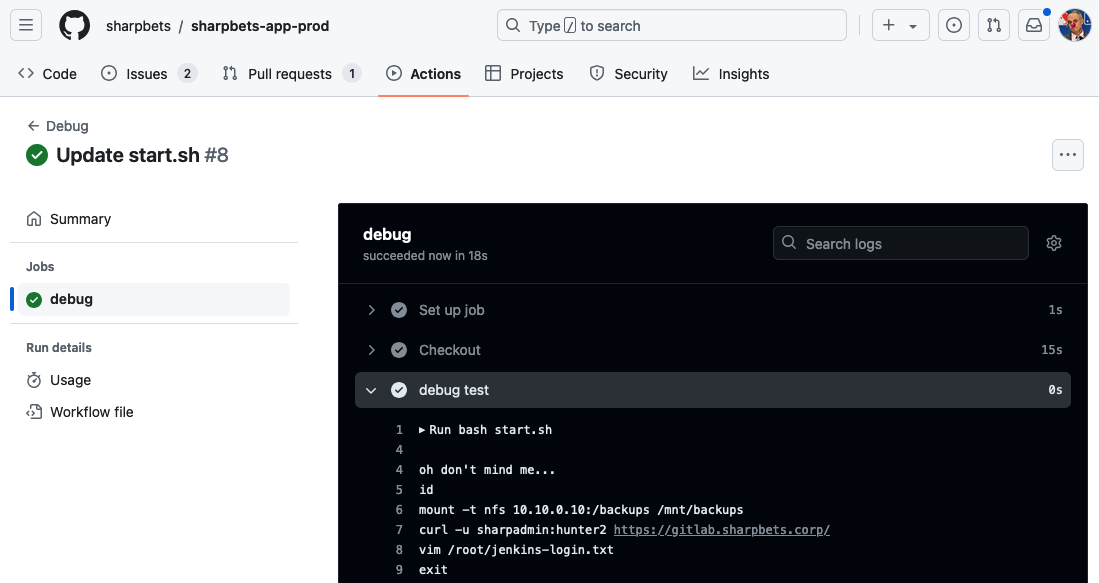 sharpbets / sharpbets-app-prod
Type / to search
Code
Issues 2
Pull requests 1
Actions
Projects
Security
Insights
Debug
Update start.sh #8
Summary
Jobs
debug
Run details
Usage
Workflow file
debug
succeeded now in 18s
Search logs
Set up job 1s
Checkout 15s
debug test 0s
1 Run bash start.sh
4
4 oh don't mind me...
5 id
6 mount -t nfs 10.10.0.10:/backups /mnt/backups
7 curl -u sharpadmin:hunter2 https://gitlab.sharpbets.corp/
8 vim /root/jenkins-login.txt
9 exit